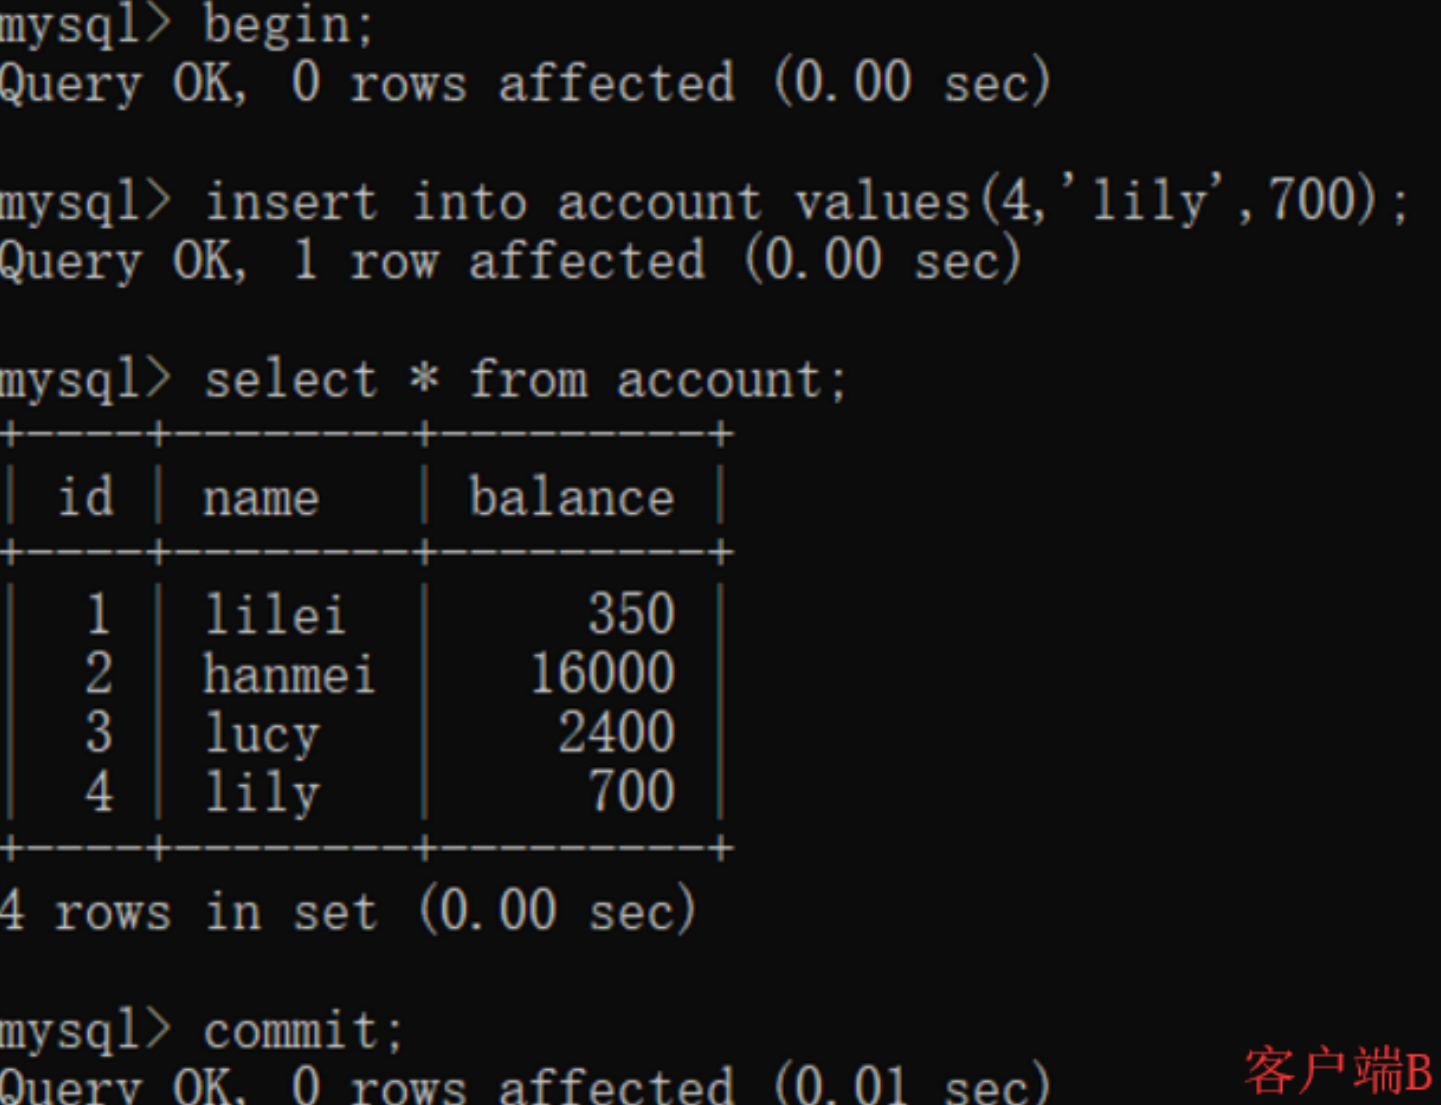 mysql> begin;
Query OK, 0 rows affected (0.00 sec)
mysql> insert into account values(4,'lily',700);
Query OK, 1 row affected (0.00 sec)
mysql> select * from account;
+----+--------+---------+
| id | name   | balance |
+----+--------+---------+
|  1 | lilei  |     350 |
|  2 | hanmei |   16000 |
|  3 | lucy   |    2400 |
|  4 | lily   |     700 |
+----+--------+---------+
4 rows in set (0.00 sec)
mysql> commit;
Query OK, 0 rows affected (0.01 sec)
客户端B